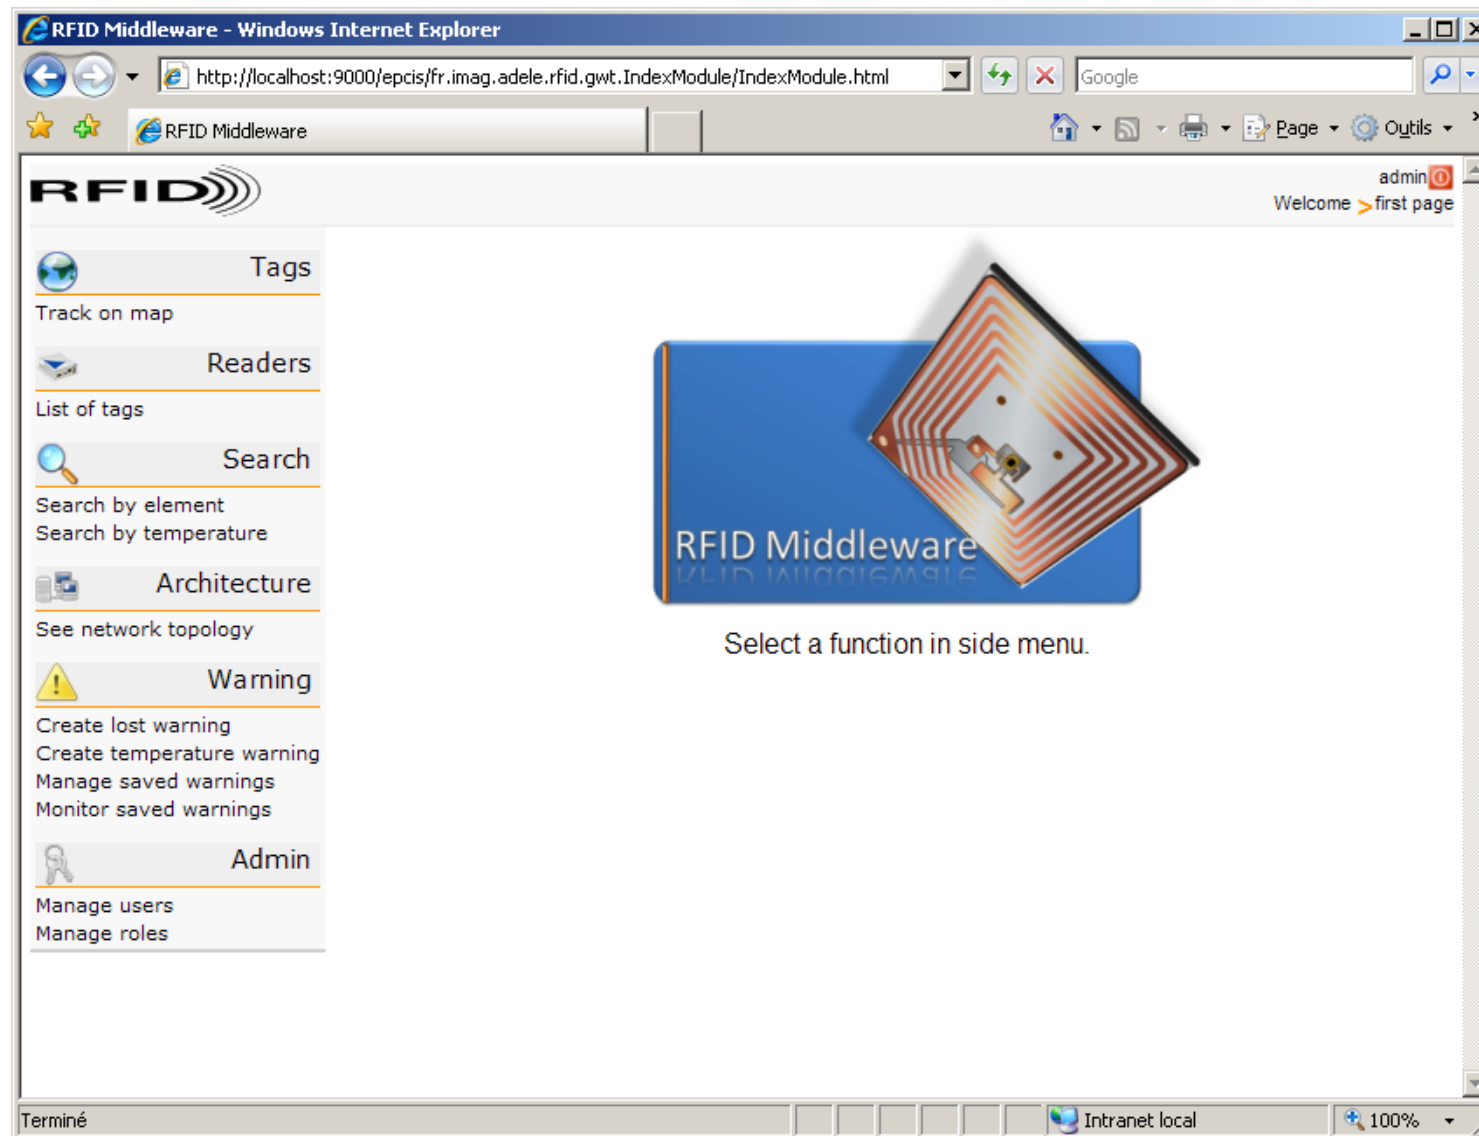 RFID Middleware - Windows Internet Explorer
http://localhost:9000/epcis/fr.imag.adele.rfid.gwt.IndexModule/IndexModule.html
Google
RFID Middleware
Page
Outils
RFID
admin
Welcome > first page
Tags
Track on map
Readers
List of tags
Search
Search by element
Search by temperature
Architecture
See network topology
Warning
Create lost warning
Create temperature warning
Manage saved warnings
Monitor saved warnings
Admin
Manage users
Manage roles
RFID Middleware
Select a function in side menu.
Terminé
Intranet local
100%